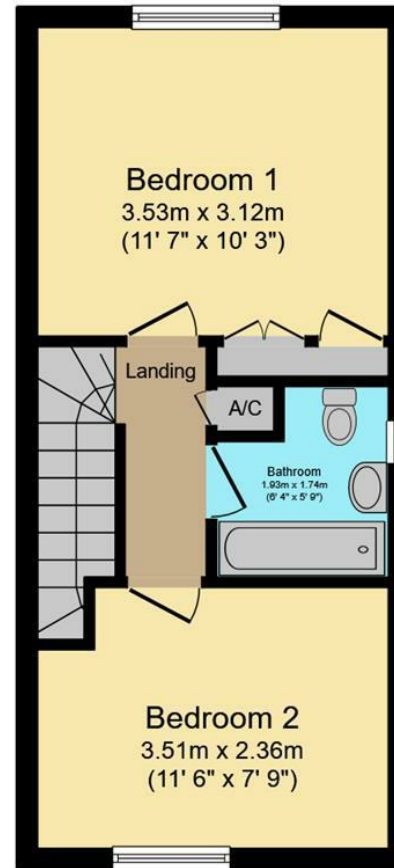 Bedroom 1
3.53m x 3.12m
(11' 7" x 10' 3")
Landing
A/C
Bathroom
1.93m x 1.74m
(6' 4" x 5' 9")
Bedroom 2
3.51m x 2.36m
(11' 6" x 7' 9")